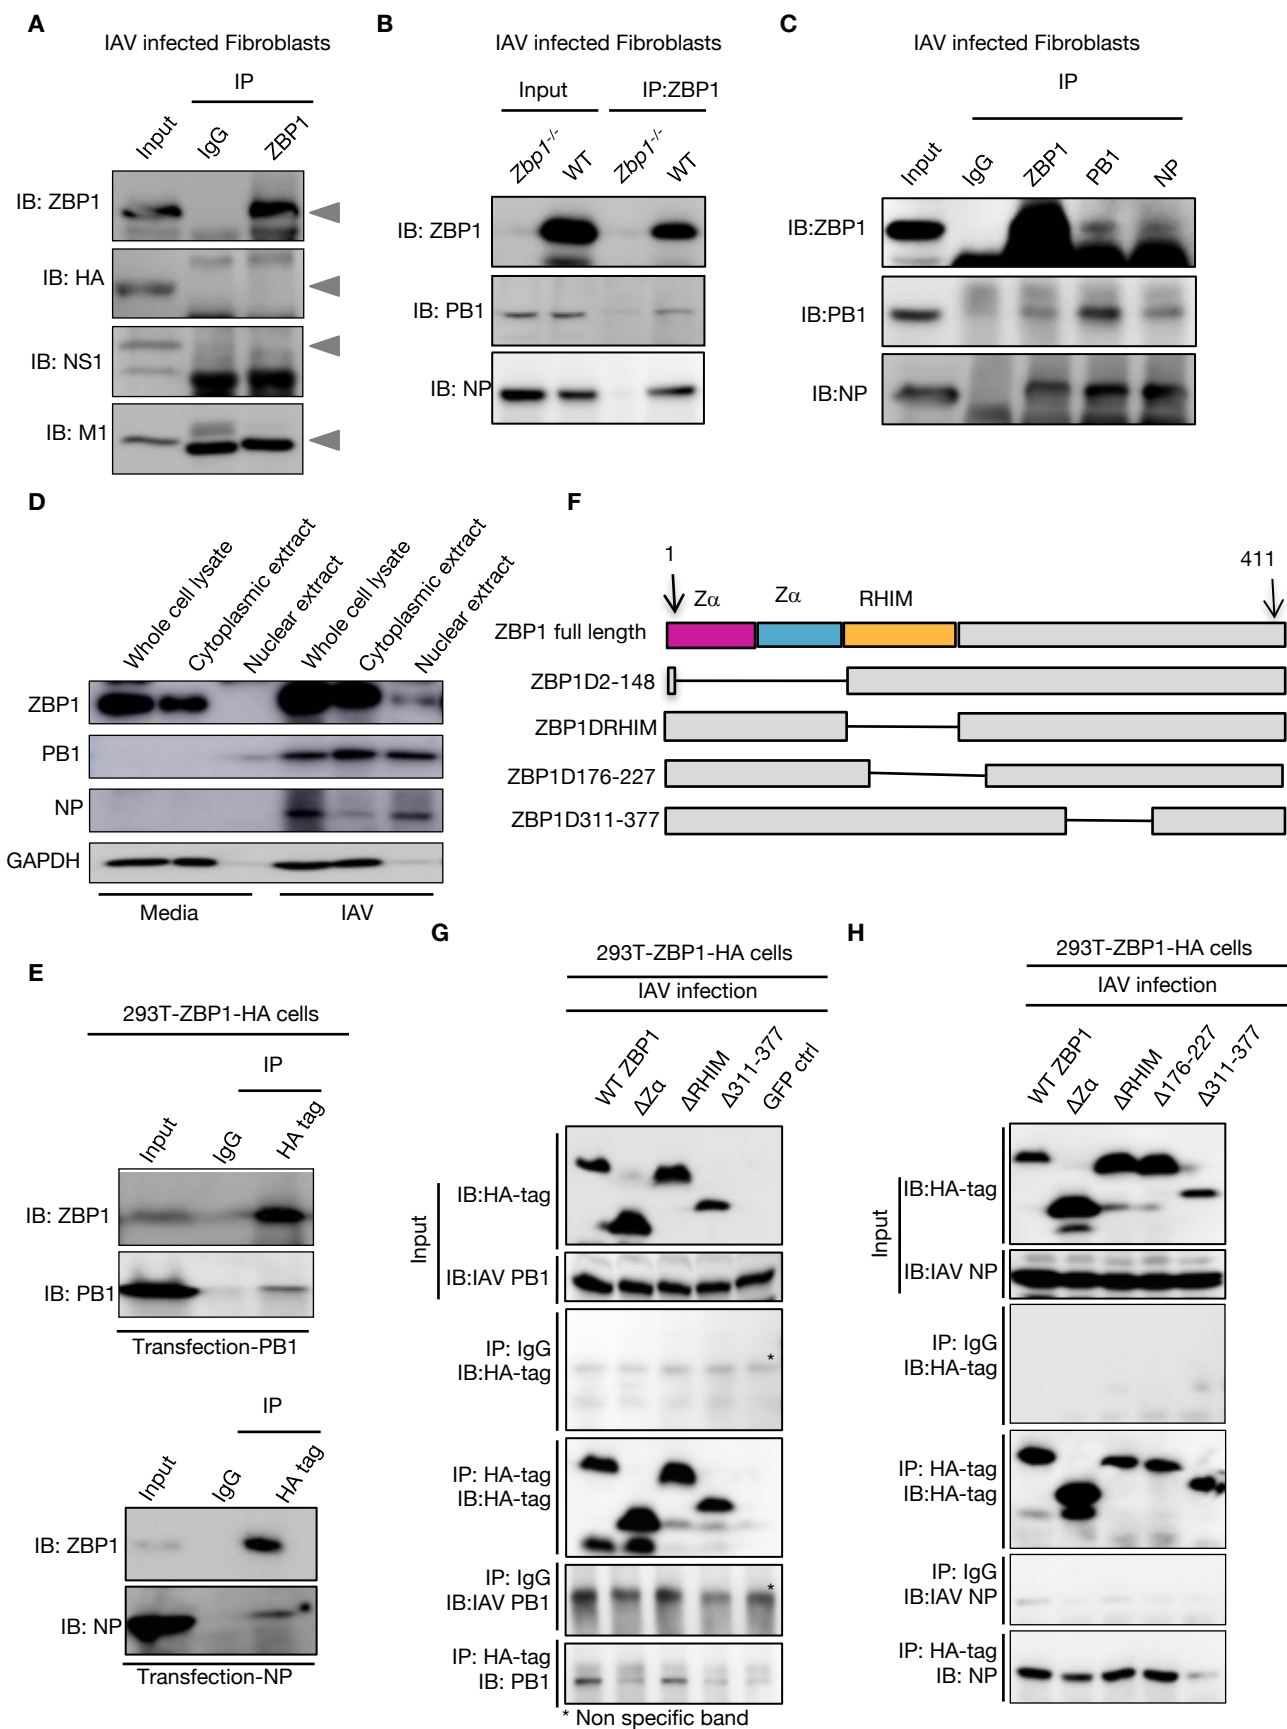 A
IAV infected Fibroblasts
IP
Input
IgG
ZBP1
IB: ZBP1
IB: HA
IB: NS1
IB: M1
B
IAV infected Fibroblasts
Input
IP:ZBP1
Zbp1-/-
WT
Zbp1-/-
WT
IB: ZBP1
IB: PB1
IB: NP
C
IAV infected Fibroblasts
IP
Input
IgG
ZBP1
PB1
NP
IB:ZBP1
IB:PB1
IB:NP
D
Whole cell lysate
Cytoplasmic extract
Nuclear extract
Whole cell lysate
Cytoplasmic extract
Nuclear extract
ZBP1
PB1
NP
GAPDH
Media
IAV
F
1
411
Zα
Zα
RHIM
ZBP1 full length
ZBP1D2-148
ZBP1DRHIM
ZBP1D176-227
ZBP1D311-377
E
293T-ZBP1-HA cells
IP
Input
IgG
HA tag
IB: ZBP1
IB: PB1
Transfection-PB1
IP
Input
IgG
HA tag
IB: ZBP1
IB: NP
Transfection-NP
G
293T-ZBP1-HA cells
IAV infection
WT ZBP1
ΔZα
ΔRHIM
Δ311-377
GFP ctrl
Input
IB:HA-tag
IB:IAV PB1
IP: IgG
IB:HA-tag
*
IP: HA-tag
IB:HA-tag
IP: IgG
IB:IAV PB1
*
IP: HA-tag
IB: PB1
* Non specific band
H
293T-ZBP1-HA cells
IAV infection
WT ZBP1
ΔZα
ΔRHIM
Δ176-227
Δ311-377
Input
IB:HA-tag
IB:IAV NP
IP: IgG
IB:HA-tag
IP: HA-tag
IB:HA-tag
IP: IgG
IB:IAV NP
IP: HA-tag
IB: NP